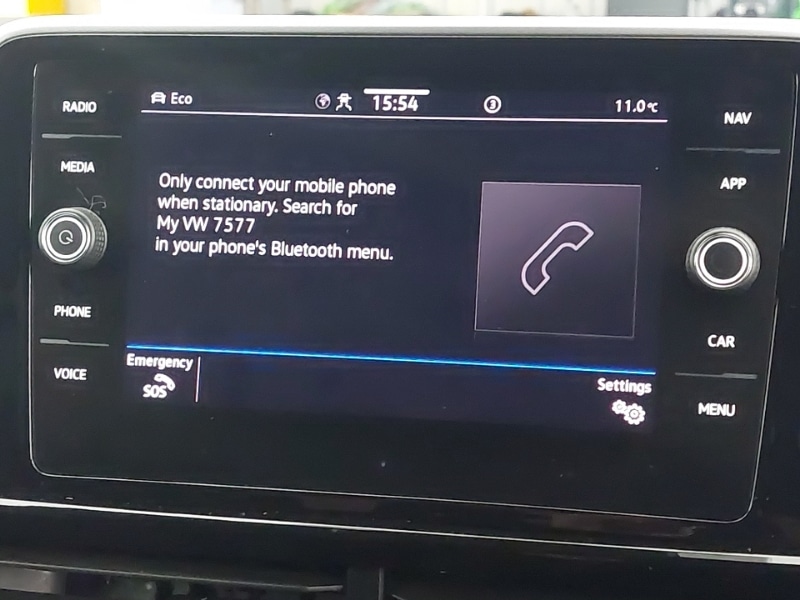 RADIO
MEDIA
PHONE
VOICE
Eco
15:54
3
11.0°C
Only connect your mobile phone
when stationary. Search for
My VW 7577
in your phone's Bluetooth menu.
Emergency
SOS
Settings
NAV
APP
CAR
MENU